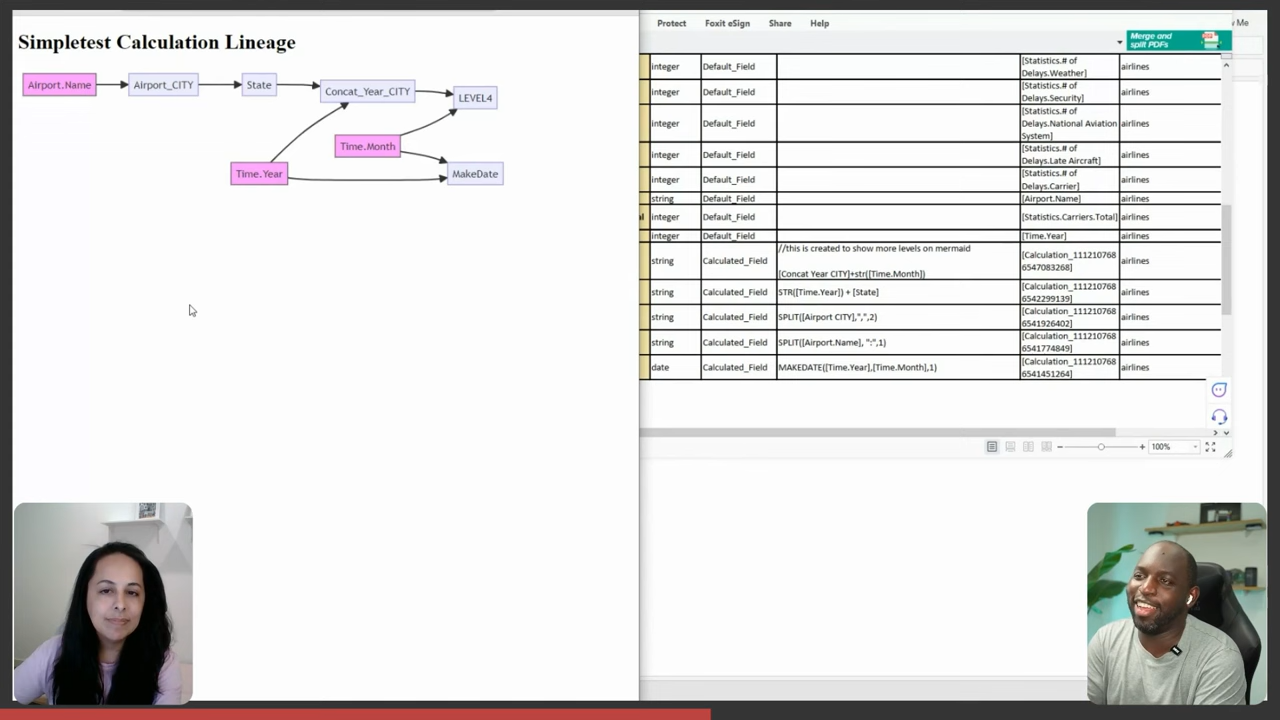 Simpletest Calculation Lineage
Airport.Name
Airport_CITY
State
Concat_Year_CITY
LEVEL4
Time.Month
Time.Year
MakeDate
Protect Foxit eSign Share Help
w Me
Merge and
split PDFs
integer Default_Field [Statistics.# of
Delays.Weather] airlines
integer Default_Field [Statistics.# of
Delays.Security] airlines
integer Default_Field [Statistics.# of
Delays.National Aviation
System] airlines
integer Default_Field [Statistics.# of
Delays.Late Aircraft] airlines
integer Default_Field [Statistics.# of
Delays.Carrier] airlines
string Default_Field [Airport.Name] airlines
al integer Default_Field [Statistics.Carriers.Total] airlines
integer Default_Field [Time.Year] airlines
//this is created to show more levels on mermaid
string Calculated_Field [Concat Year CITY]+str([Time.Month]) [Calculation_111210768
6547083268] airlines
string Calculated_Field STR([Time.Year]) + [State] [Calculation_111210768
6542299139] airlines
string Calculated_Field SPLIT([Airport CITY],",",2) [Calculation_111210768
6541926402] airlines
string Calculated_Field SPLIT([Airport.Name], ":",1) [Calculation_111210768
6541774849] airlines
date Calculated_Field MAKEDATE([Time.Year],[Time.Month],1) [Calculation_111210768
6541451264] airlines
100%